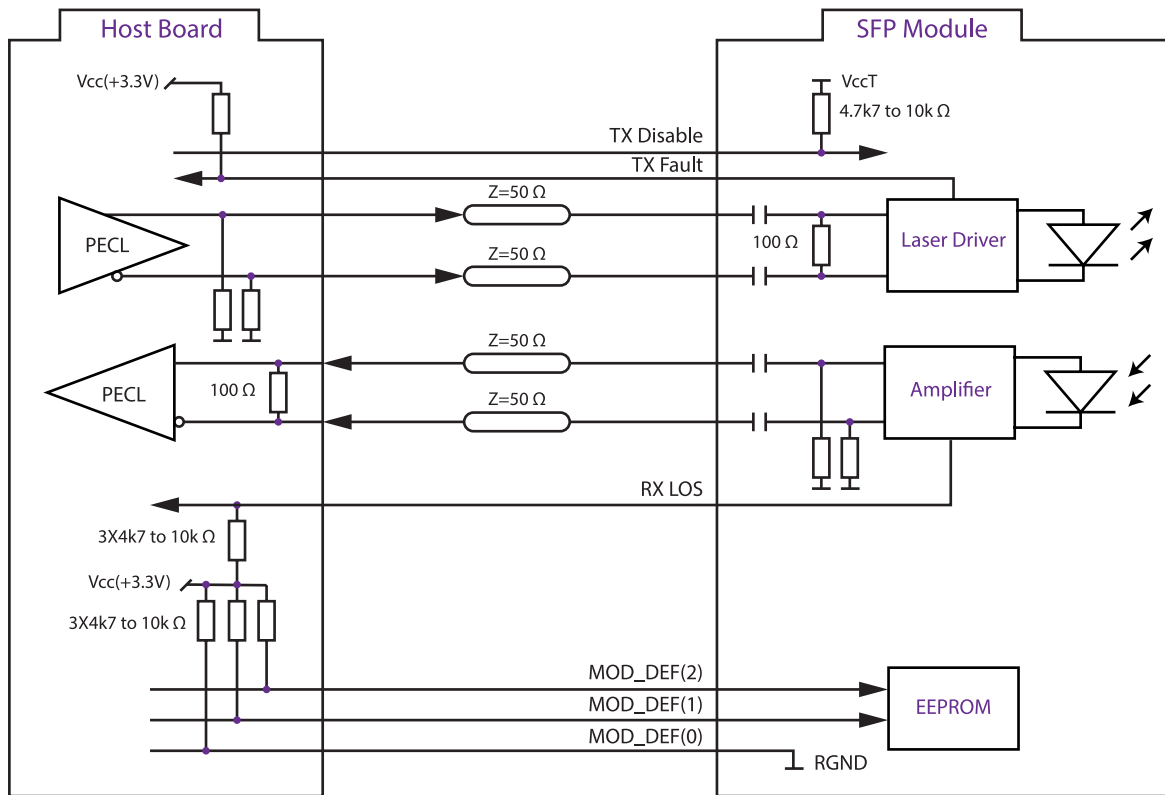 Host Board
SFP Module
Vcc(+3.3V)
VccT
4.7k7 to 10k Ω
TX Disable
TX Fault
Z=50 Ω
PECL
100 Ω
Laser Driver
Z=50 Ω
Z=50 Ω
100 Ω
PECL
Amplifier
Z=50 Ω
RX LOS
3X4k7 to 10k Ω
Vcc(+3.3V)
3X4k7 to 10k Ω
MOD_DEF(2)
MOD_DEF(1)
EEPROM
MOD_DEF(0)
RGND